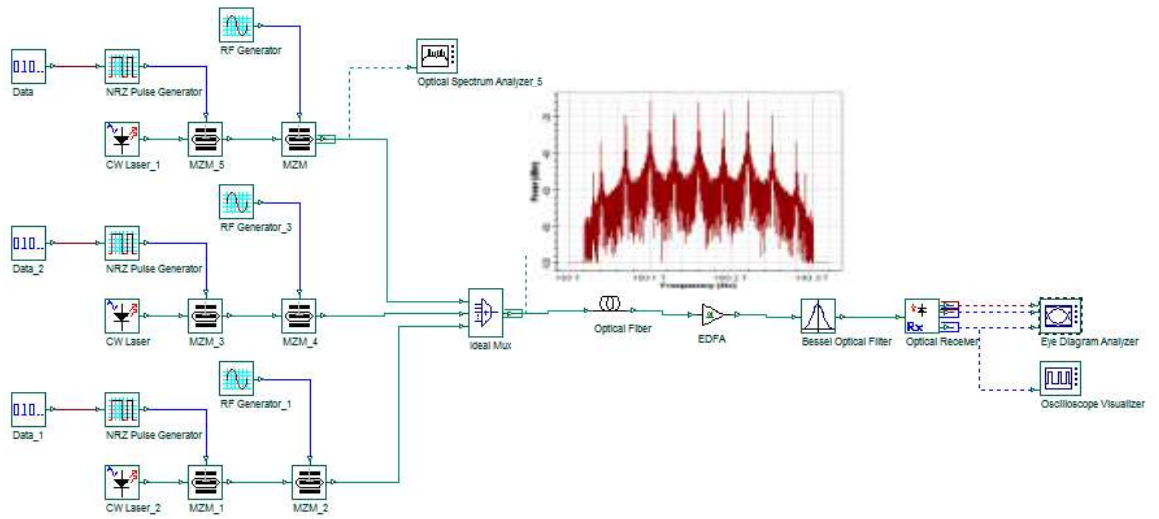 RF Generator
010..
Data
NRZ Pulse Generator
Optical Spectrum Analyzer_5
CW Laser_1
MZM_5
MZM
RF Generator_3
010..
Data_2
NRZ Pulse Generator
CW Laser
MZM_3
MZM_4
Ideal Mux
Optical Fiber
EDFA
Bessel Optical Filter
Rx
Optical Receiver
Eye Diagram Analyzer
RF Generator_1
010..
Data_1
NRZ Pulse Generator
Oscilloscope Visualizer
CW Laser_2
MZM_1
MZM_2